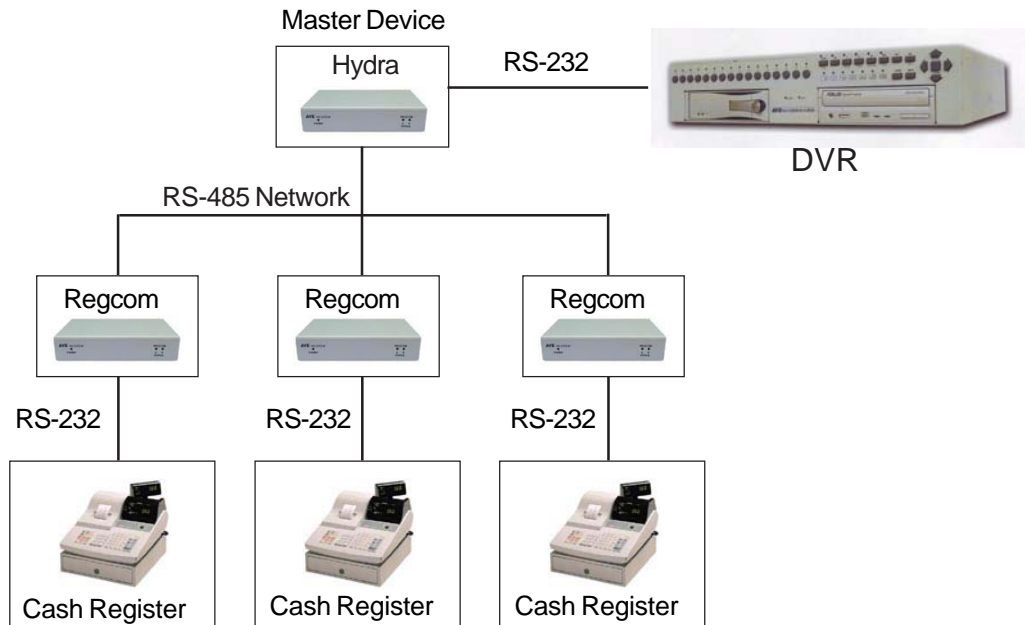 Master Device
Hydra
RS-232
DVR
RS-485 Network
Regcom
Regcom
Regcom
RS-232
RS-232
RS-232
Cash Register
Cash Register
Cash Register